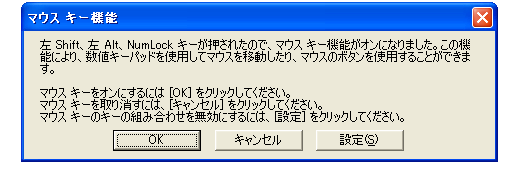 マウス キー機能
左 Shift、左 Alt、NumLock キーが押されたので、マウス キー機能がオンになりました。この機
能により、数値キーパッドを使用してマウスを移動したり、マウスのボタンを使用することができま
す。
マウス キーをオンにするには [OK] をクリックしてください。
マウス キーを取り消すには、[キャンセル] をクリックしてください。
マウス キーのキーの組み合わせを無効にするには、[設定] をクリックしてください。
OK キャンセル 設定(S)